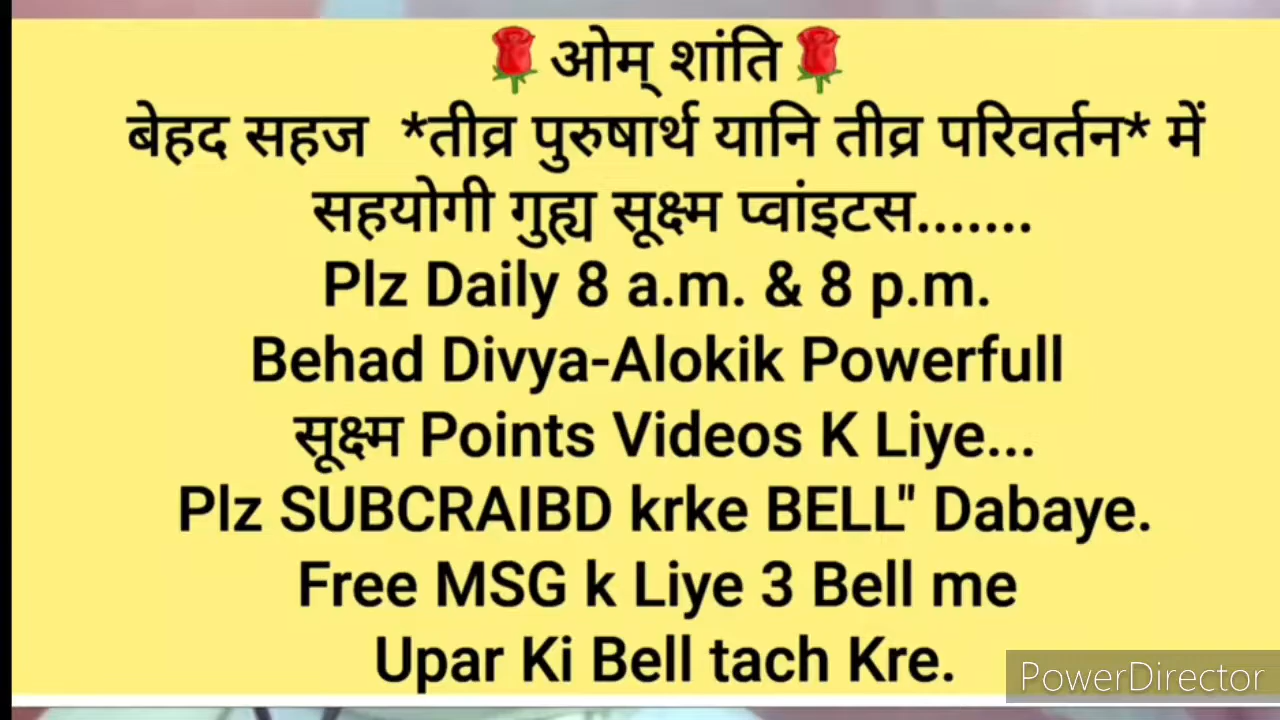 🌹ओम् शांति🌹
बेहद सहज *तीव्र पुरुषार्थ यानि तीव्र परिवर्तन* में
सहयोगी गुह्य सूक्ष्म प्वांइटस.......
Plz Daily 8 a.m. & 8 p.m.
Behad Divya-Alokik Powerfull
सूक्ष्म Points Videos K Liye...
Plz SUBCRAIBD krke BELL" Dabaye.
Free MSG k Liye 3 Bell me
Upar Ki Bell tach Kre.
PowerDirector